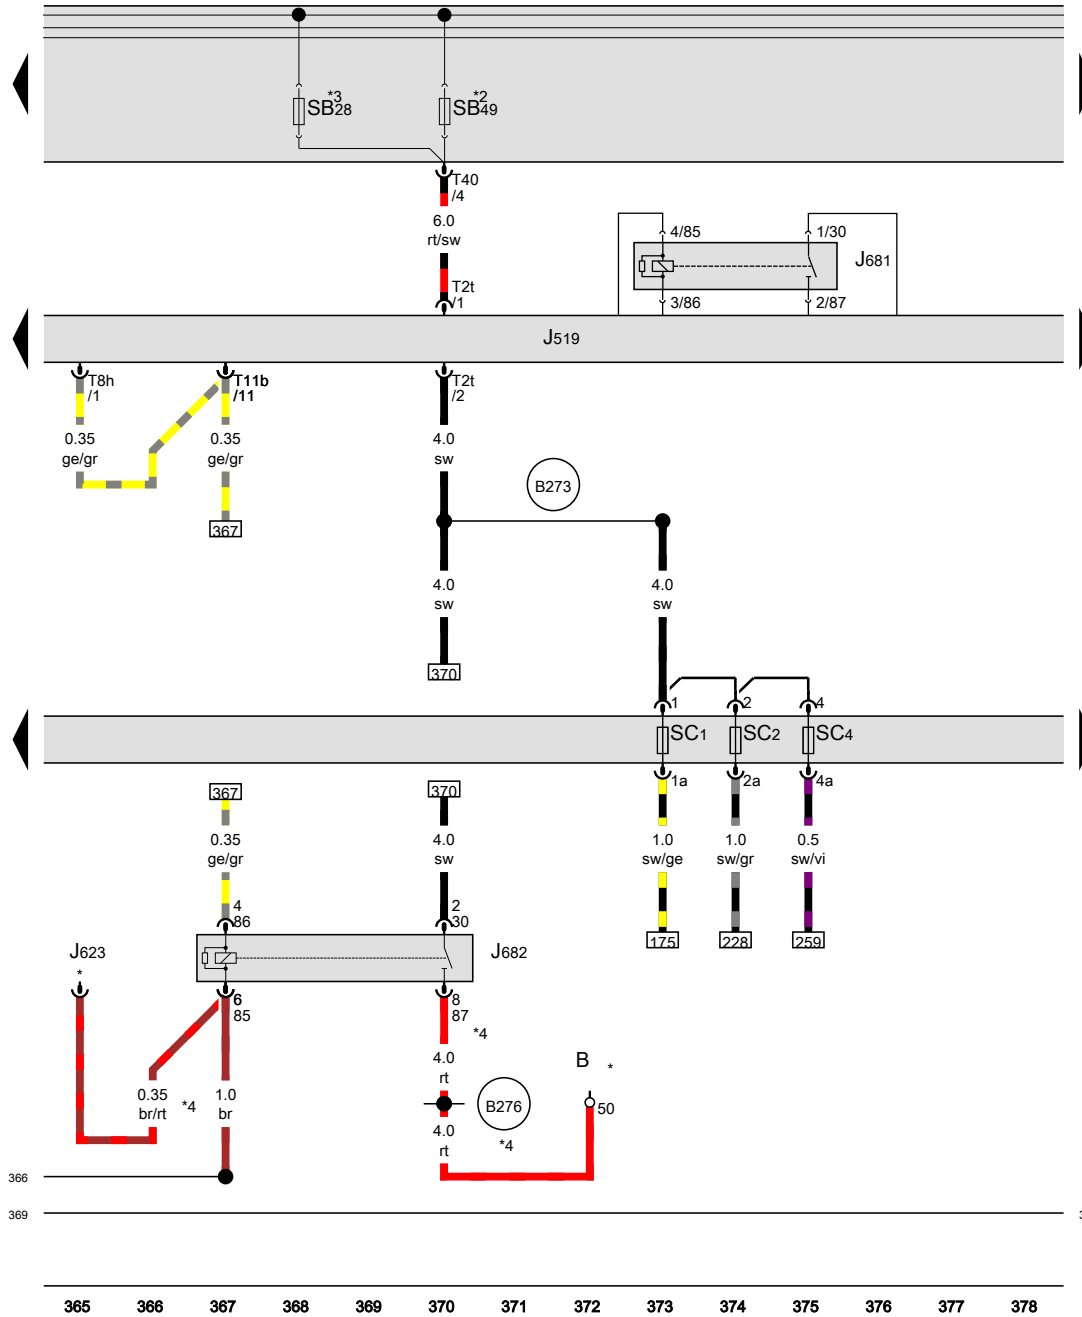 *3
SB28
*2
SB49
T40
/4
6.0
rt/sw
4/85
1/30
J681
T2t
/1
3/86
2/87
J519
T8h
/1
T11b
/11
T2t
/2
0.35
ge/gr
0.35
ge/gr
4.0
sw
B273
367
4.0
sw
4.0
sw
370
1
2
4
SC1
SC2
SC4
1a
2a
4a
367
370
0.35
ge/gr
4.0
sw
1.0
sw/ge
1.0
sw/gr
0.5
sw/vi
4
86
2
30
175
228
259
J623
*
J682
6
85
8
87
*4
4.0
rt
B
*
0.35
br/rt
*4
1.0
br
B276
*4
50
4.0
rt
366
369
365 366 367 368 369 370 371 372 373 374 375 376 377 378